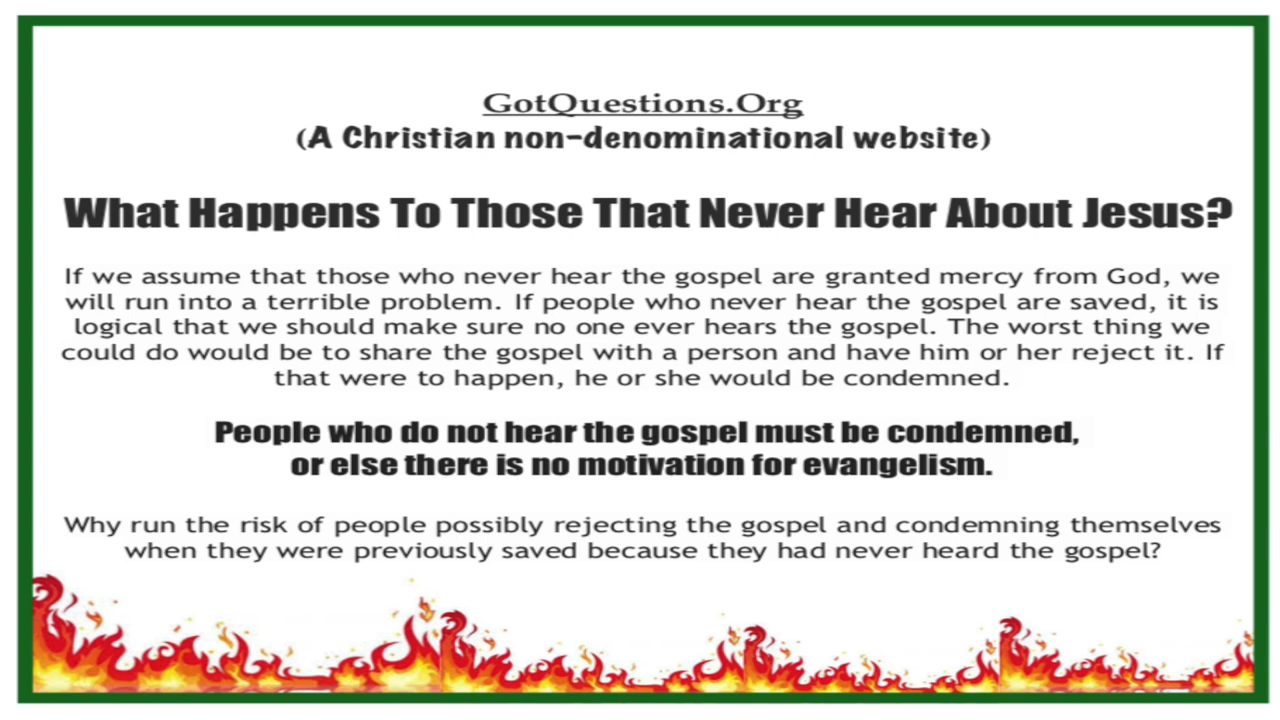 GotQuestions.Org
(A Christian non-denominational website)
What Happens To Those That Never Hear About Jesus?
If we assume that those who never hear the gospel are granted mercy from God, we
will run into a terrible problem. If people who never hear the gospel are saved, it is
logical that we should make sure no one ever hears the gospel. The worst thing we
could do would be to share the gospel with a person and have him or her reject it. If
that were to happen, he or she would be condemned.
People who do not hear the gospel must be condemned,
or else there is no motivation for evangelism.
Why run the risk of people possibly rejecting the gospel and condemning themselves
when they were previously saved because they had never heard the gospel?